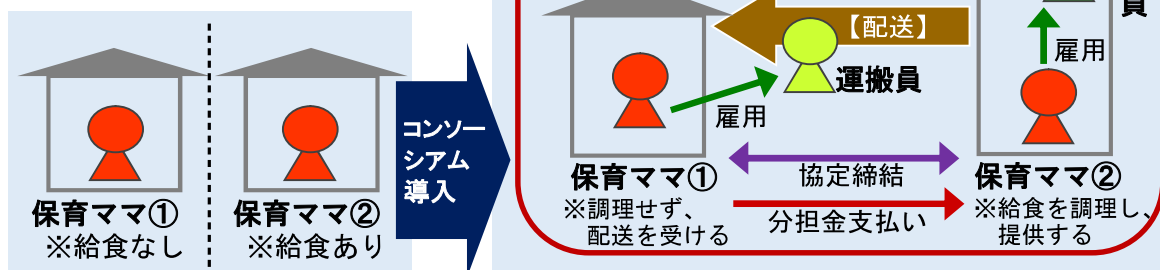 保育ママ①
※給食なし
保育ママ②
※給食あり
コンソー
シアム
導入
【配送】
運搬員
雇用
員
雇用
保育ママ①
※調理せず、
配送を受ける
協定締結
分担金支払い
保育ママ②
※給食を調理し、
提供する